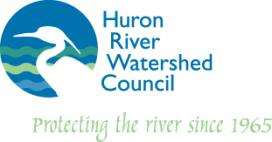 Huron
River
Watershed
Council
Protecting the river since 1965